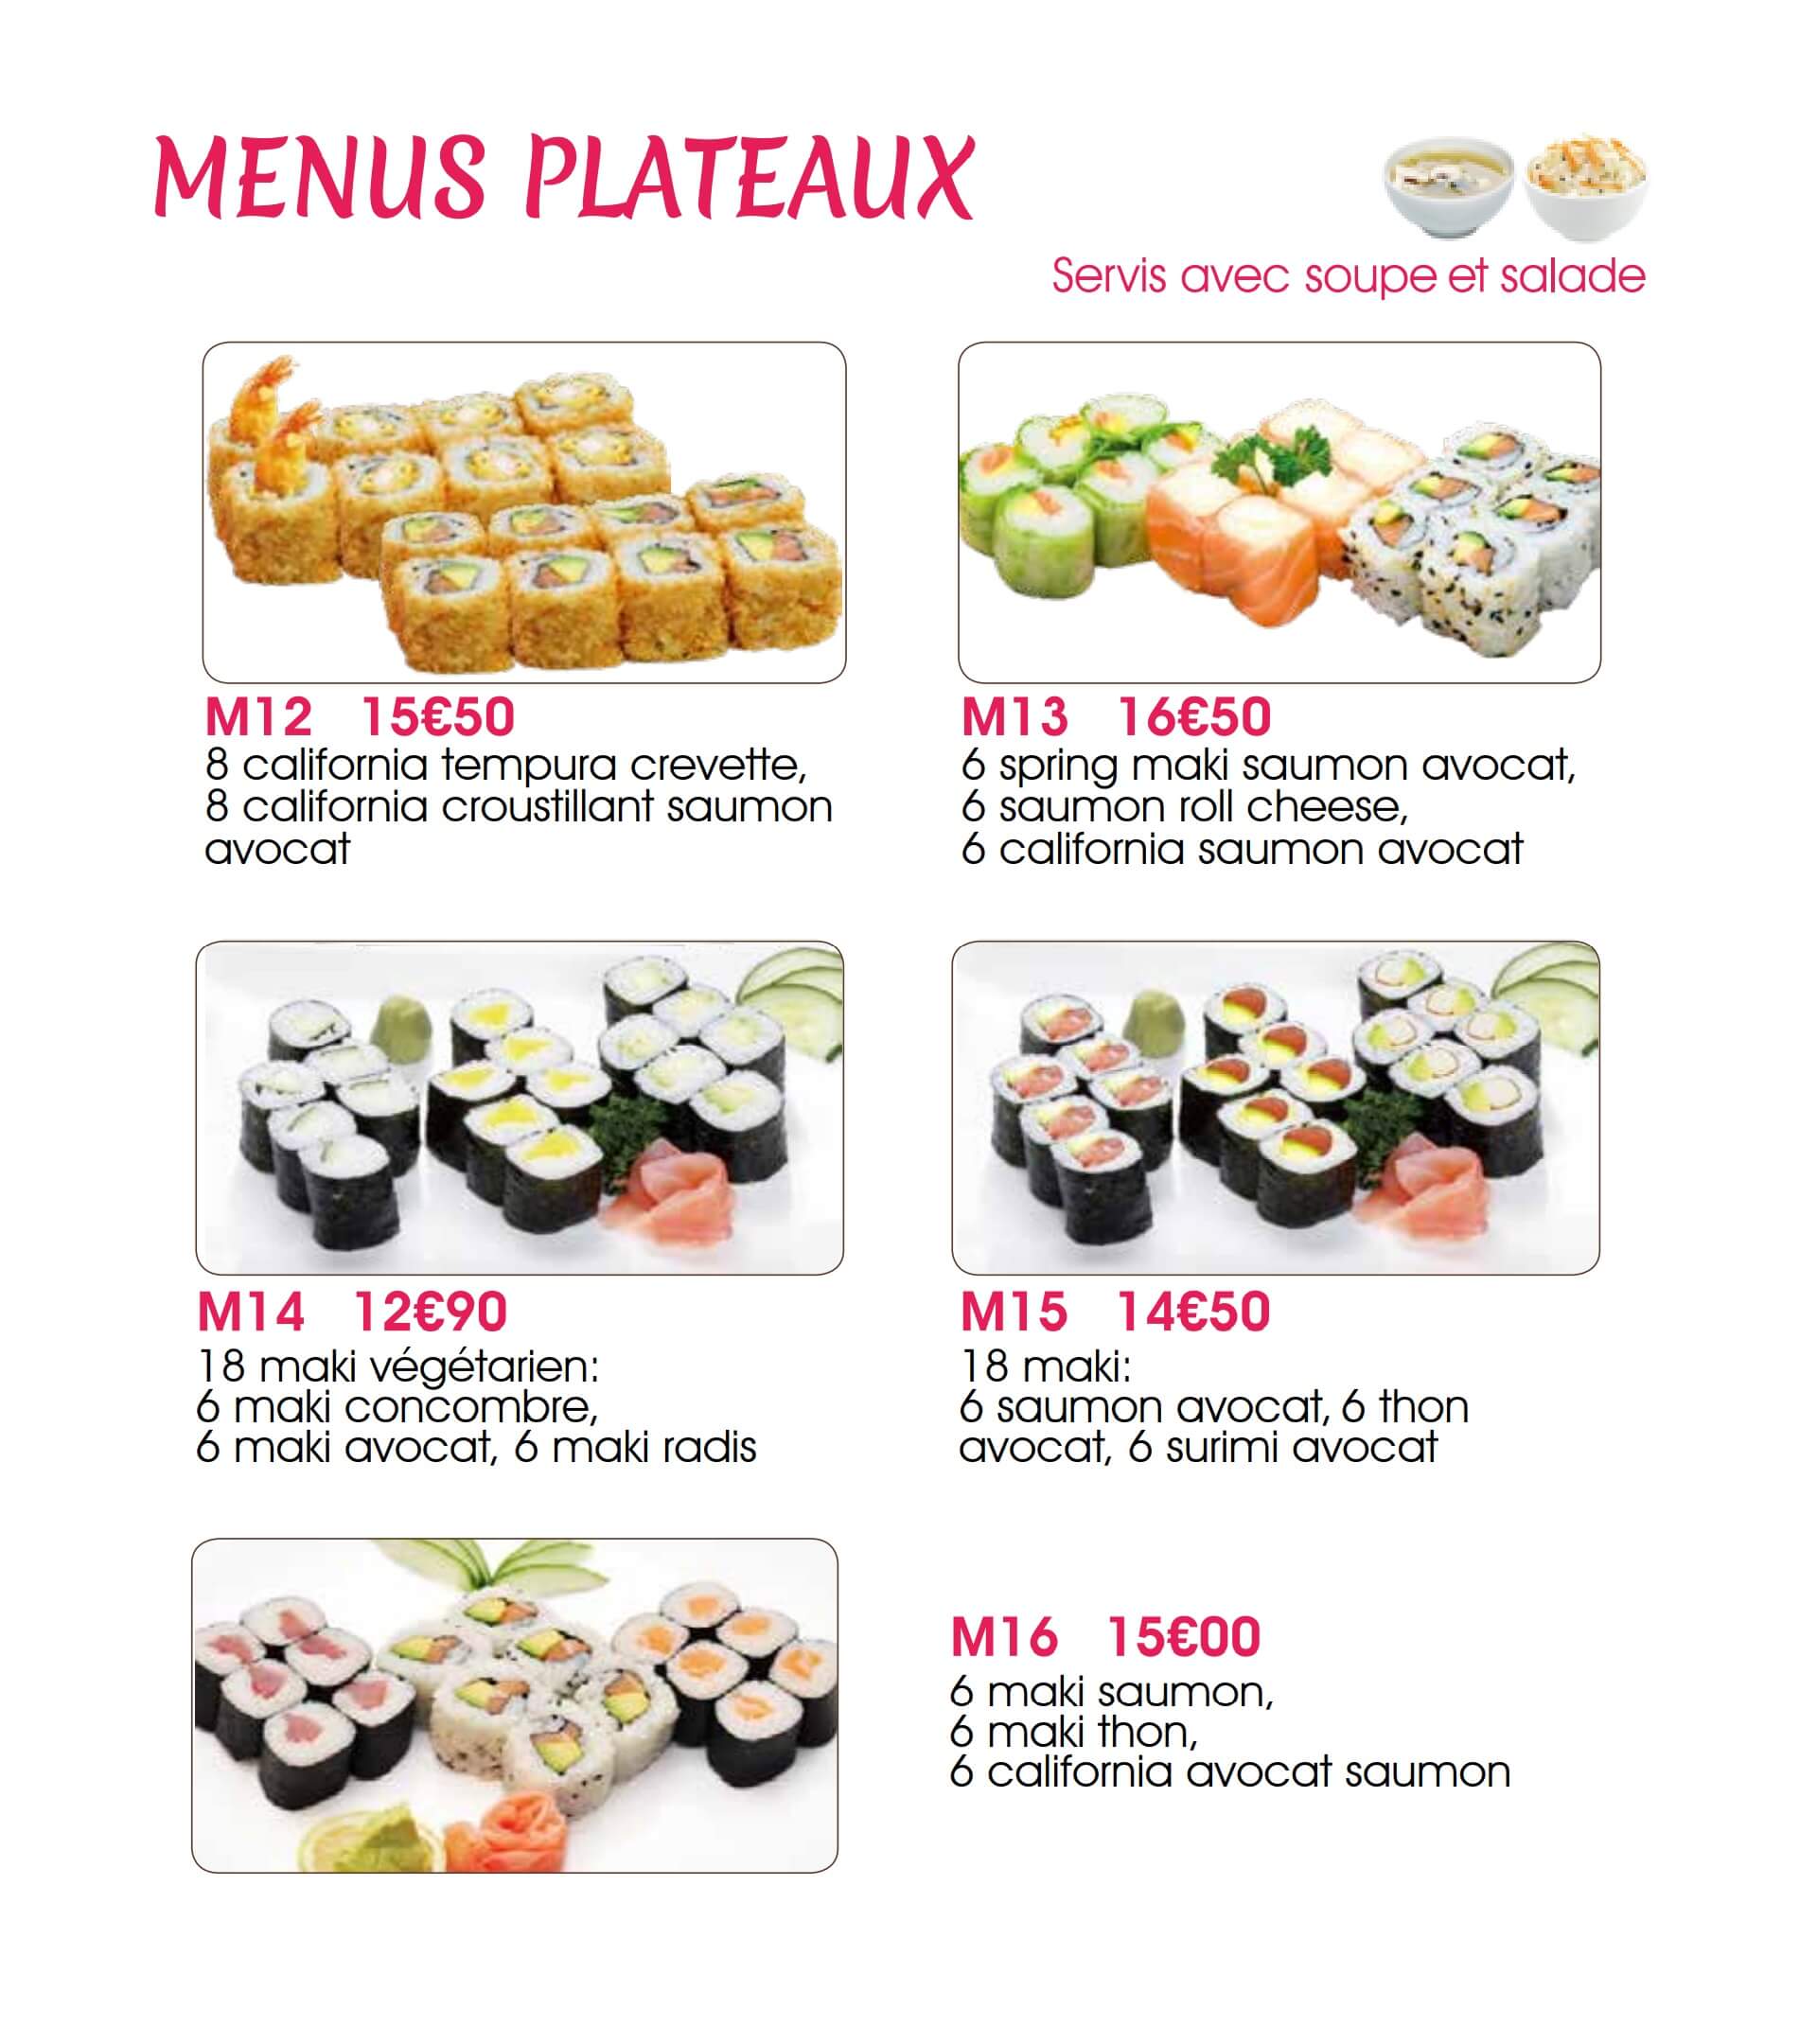 MENUS PLATEAUX
Servis avec soupe et salade
M12 15€50
8 california tempura crevette,
8 california croustillant saumon
avocat
M13 16€50
6 spring maki saumon avocat,
6 saumon roll cheese,
6 california saumon avocat
M14 12€90
18 maki végétarien:
6 maki concombre,
6 maki avocat, 6 maki radis
M15 14€50
18 maki:
6 saumon avocat, 6 thon
avocat, 6 surimi avocat
M16 15€00
6 maki saumon,
6 maki thon,
6 california avocat saumon